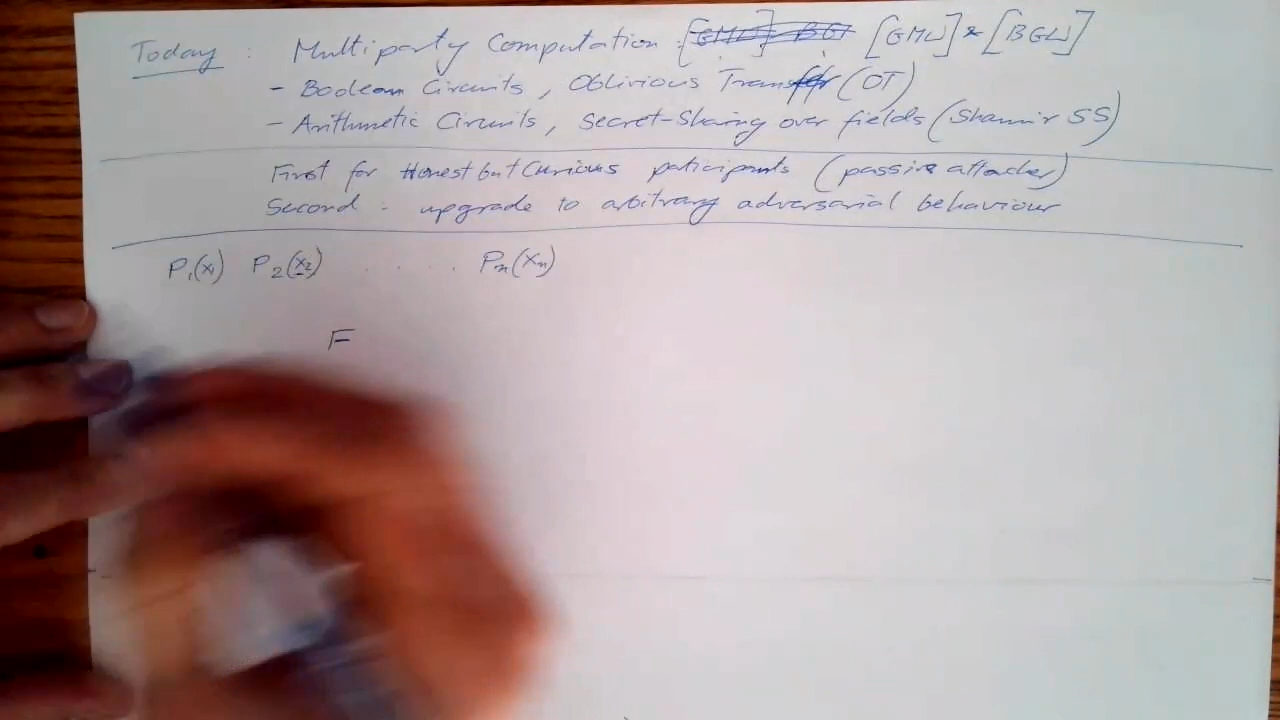 Today : Multiparty Computation : [GMW] & [BGW]
- Boolean Circuits, Oblivious Transfer (OT)
- Arithmetic Circuits, Secret-Sharing over fields (Shamir SS)
First for Honest but Curious participants (passive attacker)
Second : upgrade to arbitrary adversarial behaviour
P1(x1) P2(x2) . . . . Pn(xn)
F